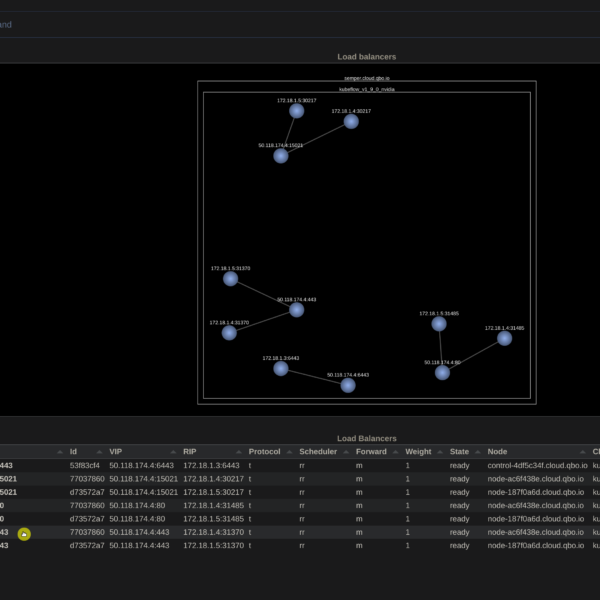 and
Load balancers
semper.cloud.qbo.io
kubeflow_v1_9_0_nvidia
172.18.1.5:30217
172.18.1.4:30217
50.118.174.4:15021
172.18.1.5:31370
50.118.174.4:443
172.18.1.4:31370
172.18.1.5:31485
172.18.1.4:31485
172.18.1.3:6443
50.118.174.4:80
50.118.174.4:6443
Load Balancers
Id VIP RIP Protocol Scheduler Forward Weight State Node Cl
443 53f83cf4 50.118.174.4:6443 172.18.1.3:6443 t rr m 1 ready control-4df5c34f.cloud.qbo.io ku
5021 77037860 50.118.174.4:15021 172.18.1.4:30217 t rr m 1 ready node-ac6f438e.cloud.qbo.io ku
5021 d73572a7 50.118.174.4:15021 172.18.1.5:30217 t rr m 1 ready node-187f0a6d.cloud.qbo.io ku
0 77037860 50.118.174.4:80 172.18.1.4:31485 t rr m 1 ready node-ac6f438e.cloud.qbo.io ku
0 d73572a7 50.118.174.4:80 172.18.1.5:31485 t rr m 1 ready node-187f0a6d.cloud.qbo.io ku
43 77037860 50.118.174.4:443 172.18.1.4:31370 t rr m 1 ready node-ac6f438e.cloud.qbo.io ku
43 d73572a7 50.118.174.4:443 172.18.1.5:31370 t rr m 1 ready node-187f0a6d.cloud.qbo.io ku